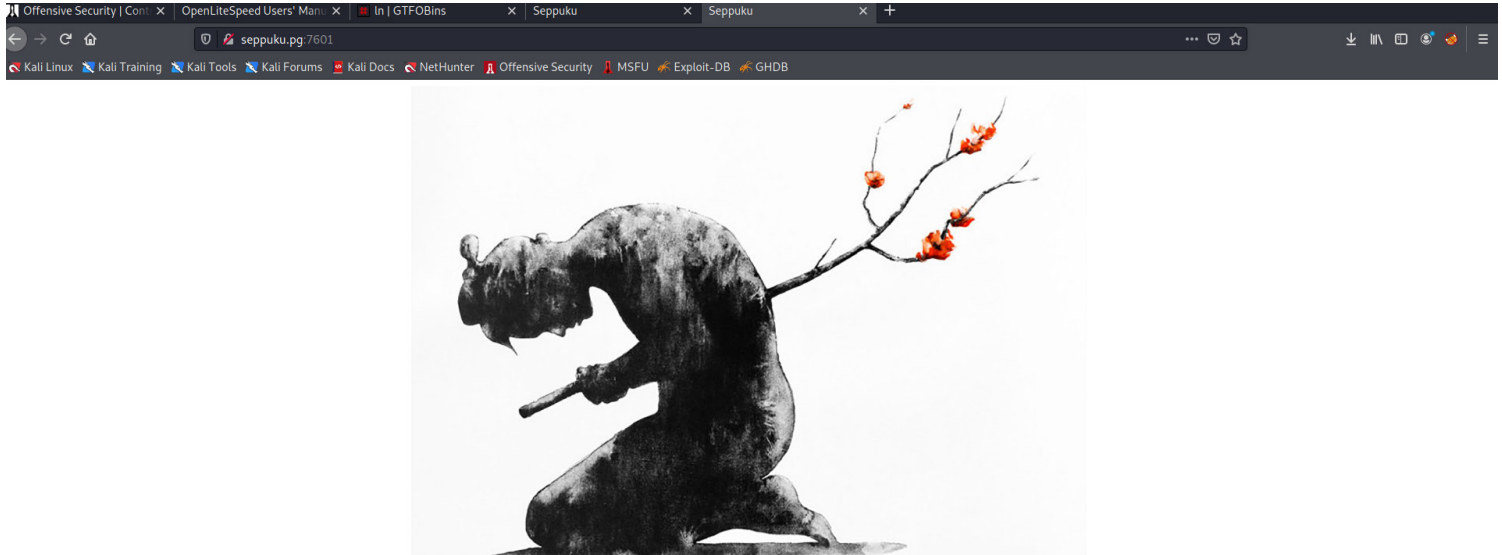 Offensive Security | Cont OpenLiteSpeed Users' Manu ln | GTFOBins Seppuku Seppuku
seppuku.pg:7601
Kali Linux Kali Training Kali Tools Kali Forums Kali Docs NetHunter Offensive Security MSFU Exploit-DB GHDB